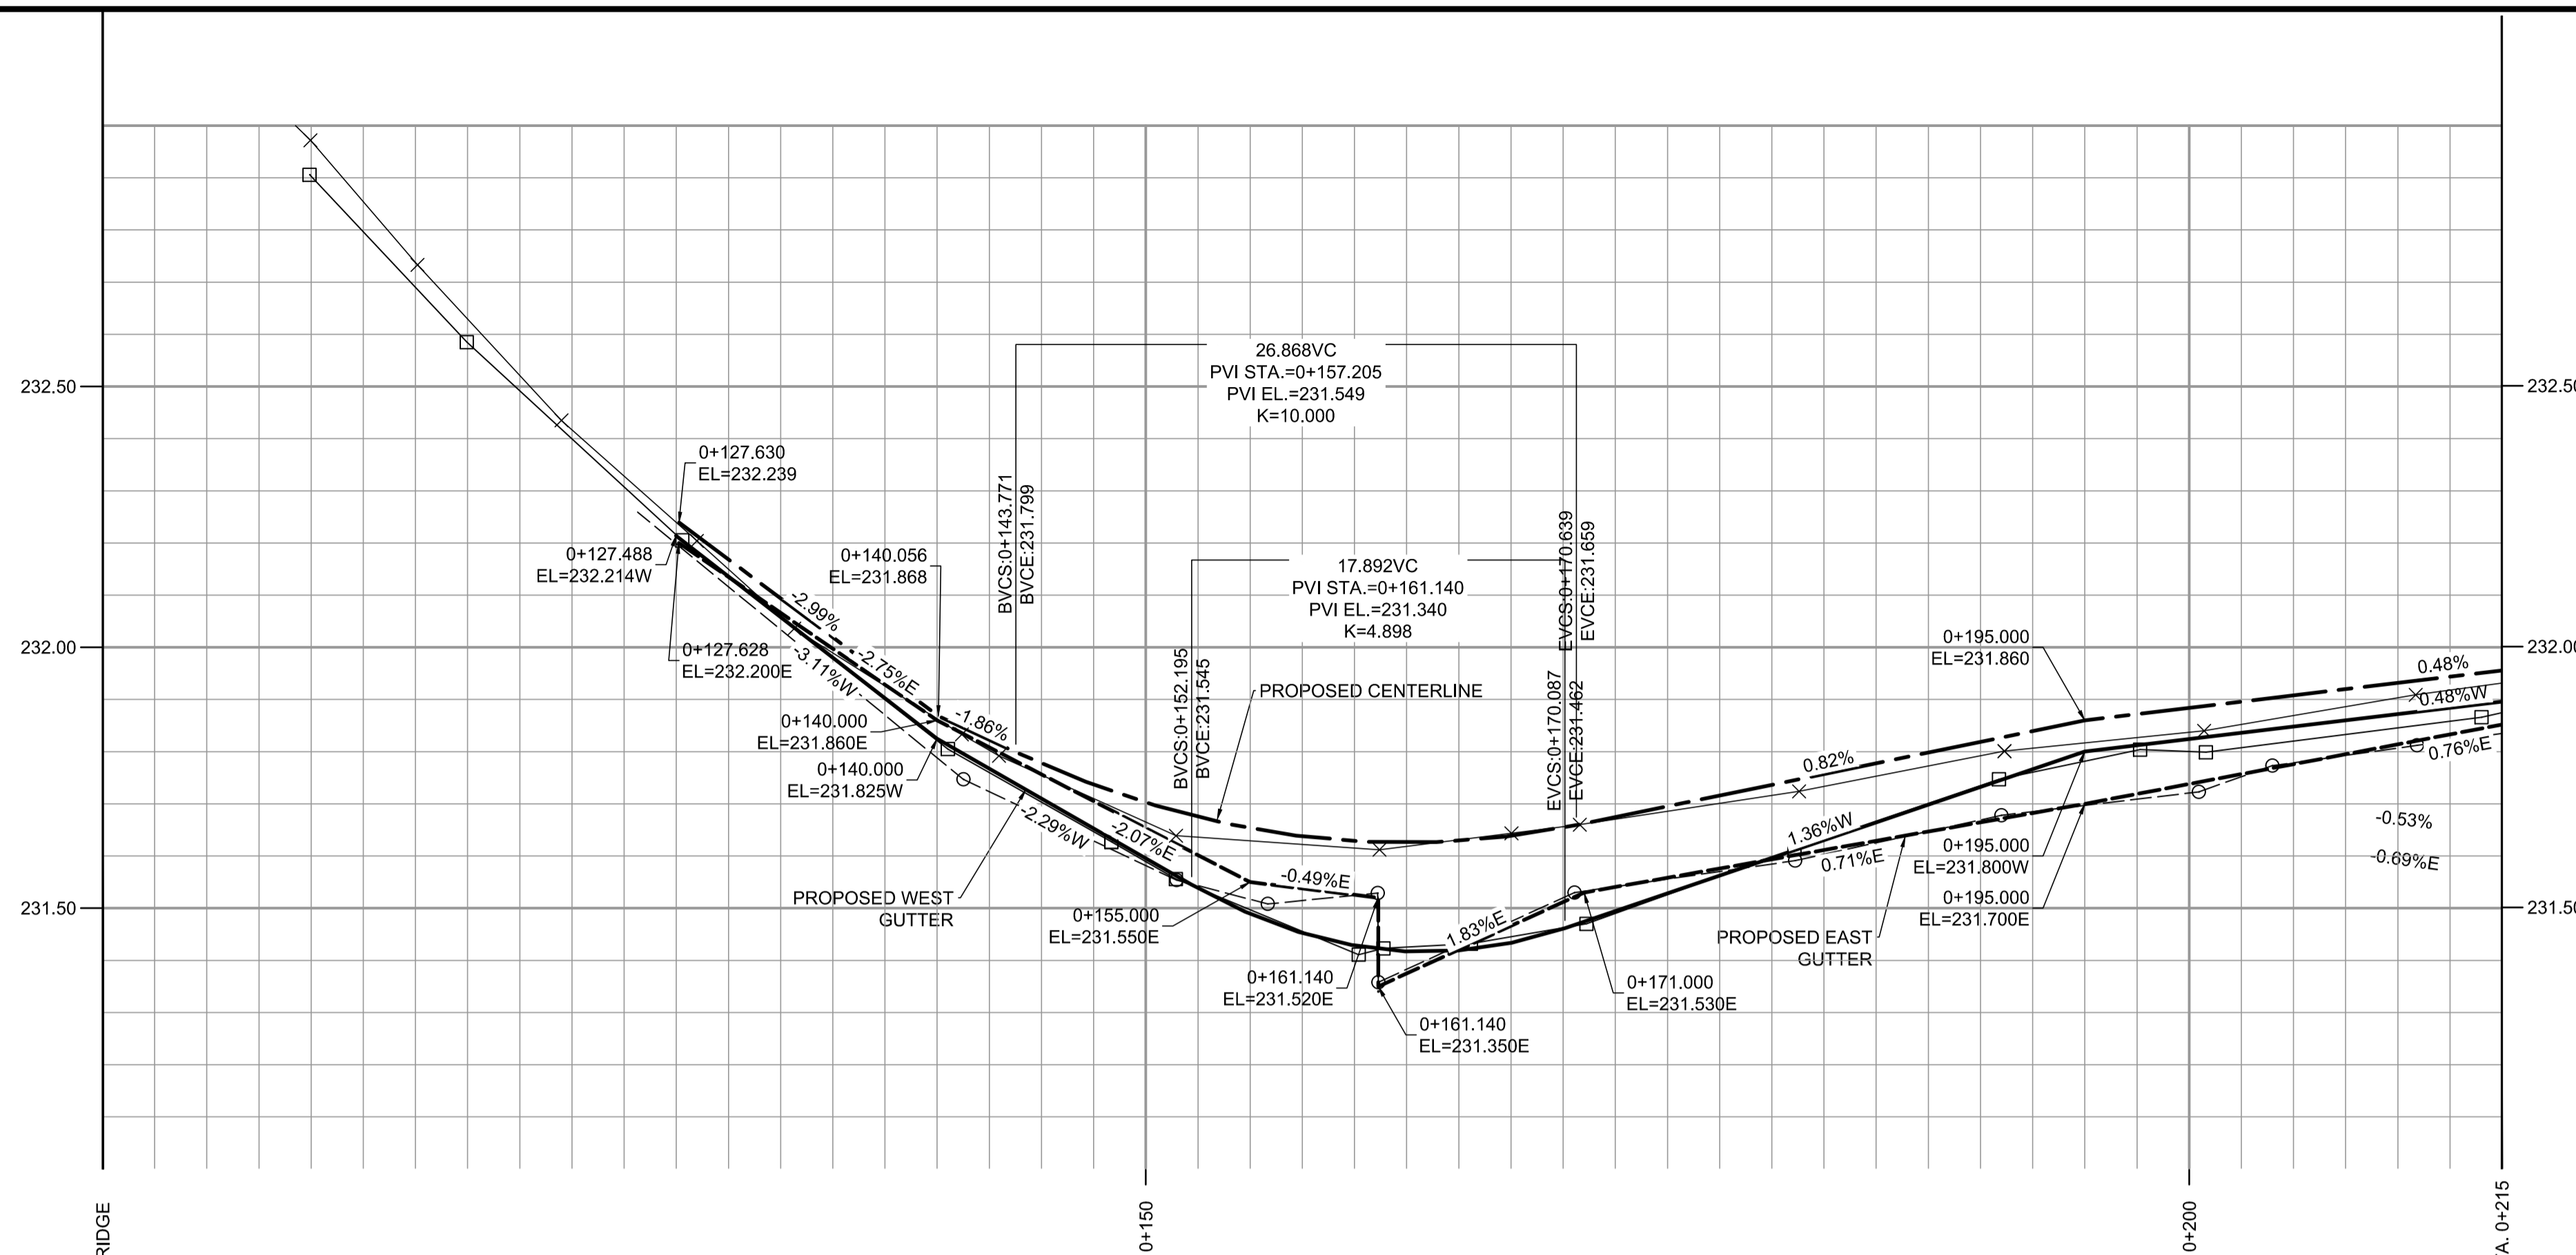 26.868VC
PVI STA.=0+157.205
PVI EL.=231.549
K=10.000
232.50
232.50
0+127.630
EL=232.239
BVCS:0+143.771
BVCE:231.799
EVCS:0+170.639
EVCE:231.659
0+127.488
EL=232.214W
0+140.056
EL=231.868
17.892VC
PVI STA.=0+161.140
PVI EL.=231.340
K=4.898
-2.99%
-2.75%E
-3.11%W
0+127.628
EL=232.200E
232.00
232.00
0+195.000
EL=231.860
BVCS:0+152.195
BVCE:231.545
EVCS:0+170.087
EVCE:231.462
PROPOSED CENTERLINE
0.48%
0.48%W
0.76%E
0+140.000
EL=231.860E
-1.86%
0+140.000
EL=231.825W
0.82%
-2.29%W
-2.07%E
1.36%W
0.71%E
-0.53%
-0.69%E
0+195.000
EL=231.800W
-0.49%E
PROPOSED WEST
GUTTER
231.50
231.50
0+155.000
EL=231.550E
1.83%E
0+195.000
EL=231.700E
PROPOSED EAST
GUTTER
0+161.140
EL=231.520E
0+171.000
EL=231.530E
0+161.140
EL=231.350E
RIDGE
0+150
0+200
A. 0+215